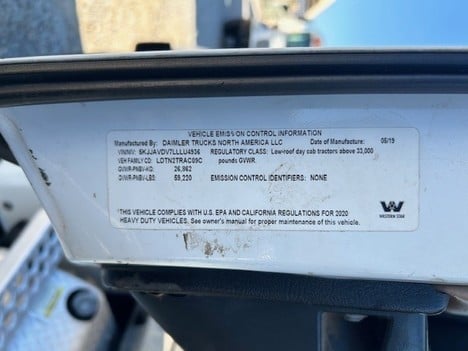 VEHICLE EMISSION CONTROL INFORMATION
Manufactured By: DAIMLER TRUCKS NORTH AMERICA LLC Date of Manufacture: 05/19
VIN/NIV: 5KJJAVDV7LLLU4936 REGULATORY CLASS: Low-roof day cab tractors above 33,000
VEH FAMILY CD: LDTN2TRAC09C pounds GVWR.
GVWR-PNBV-KG: 26,862
GVWR-PNBV-LBS: 59,220 EMISSION CONTROL IDENTIFIERS: NONE
*THIS VEHICLE COMPLIES WITH U.S. EPA AND CALIFORNIA REGULATIONS FOR 2020
HEAVY DUTY VEHICLES. See owner's manual for proper maintenance of this vehicle.
WESTERN STAR